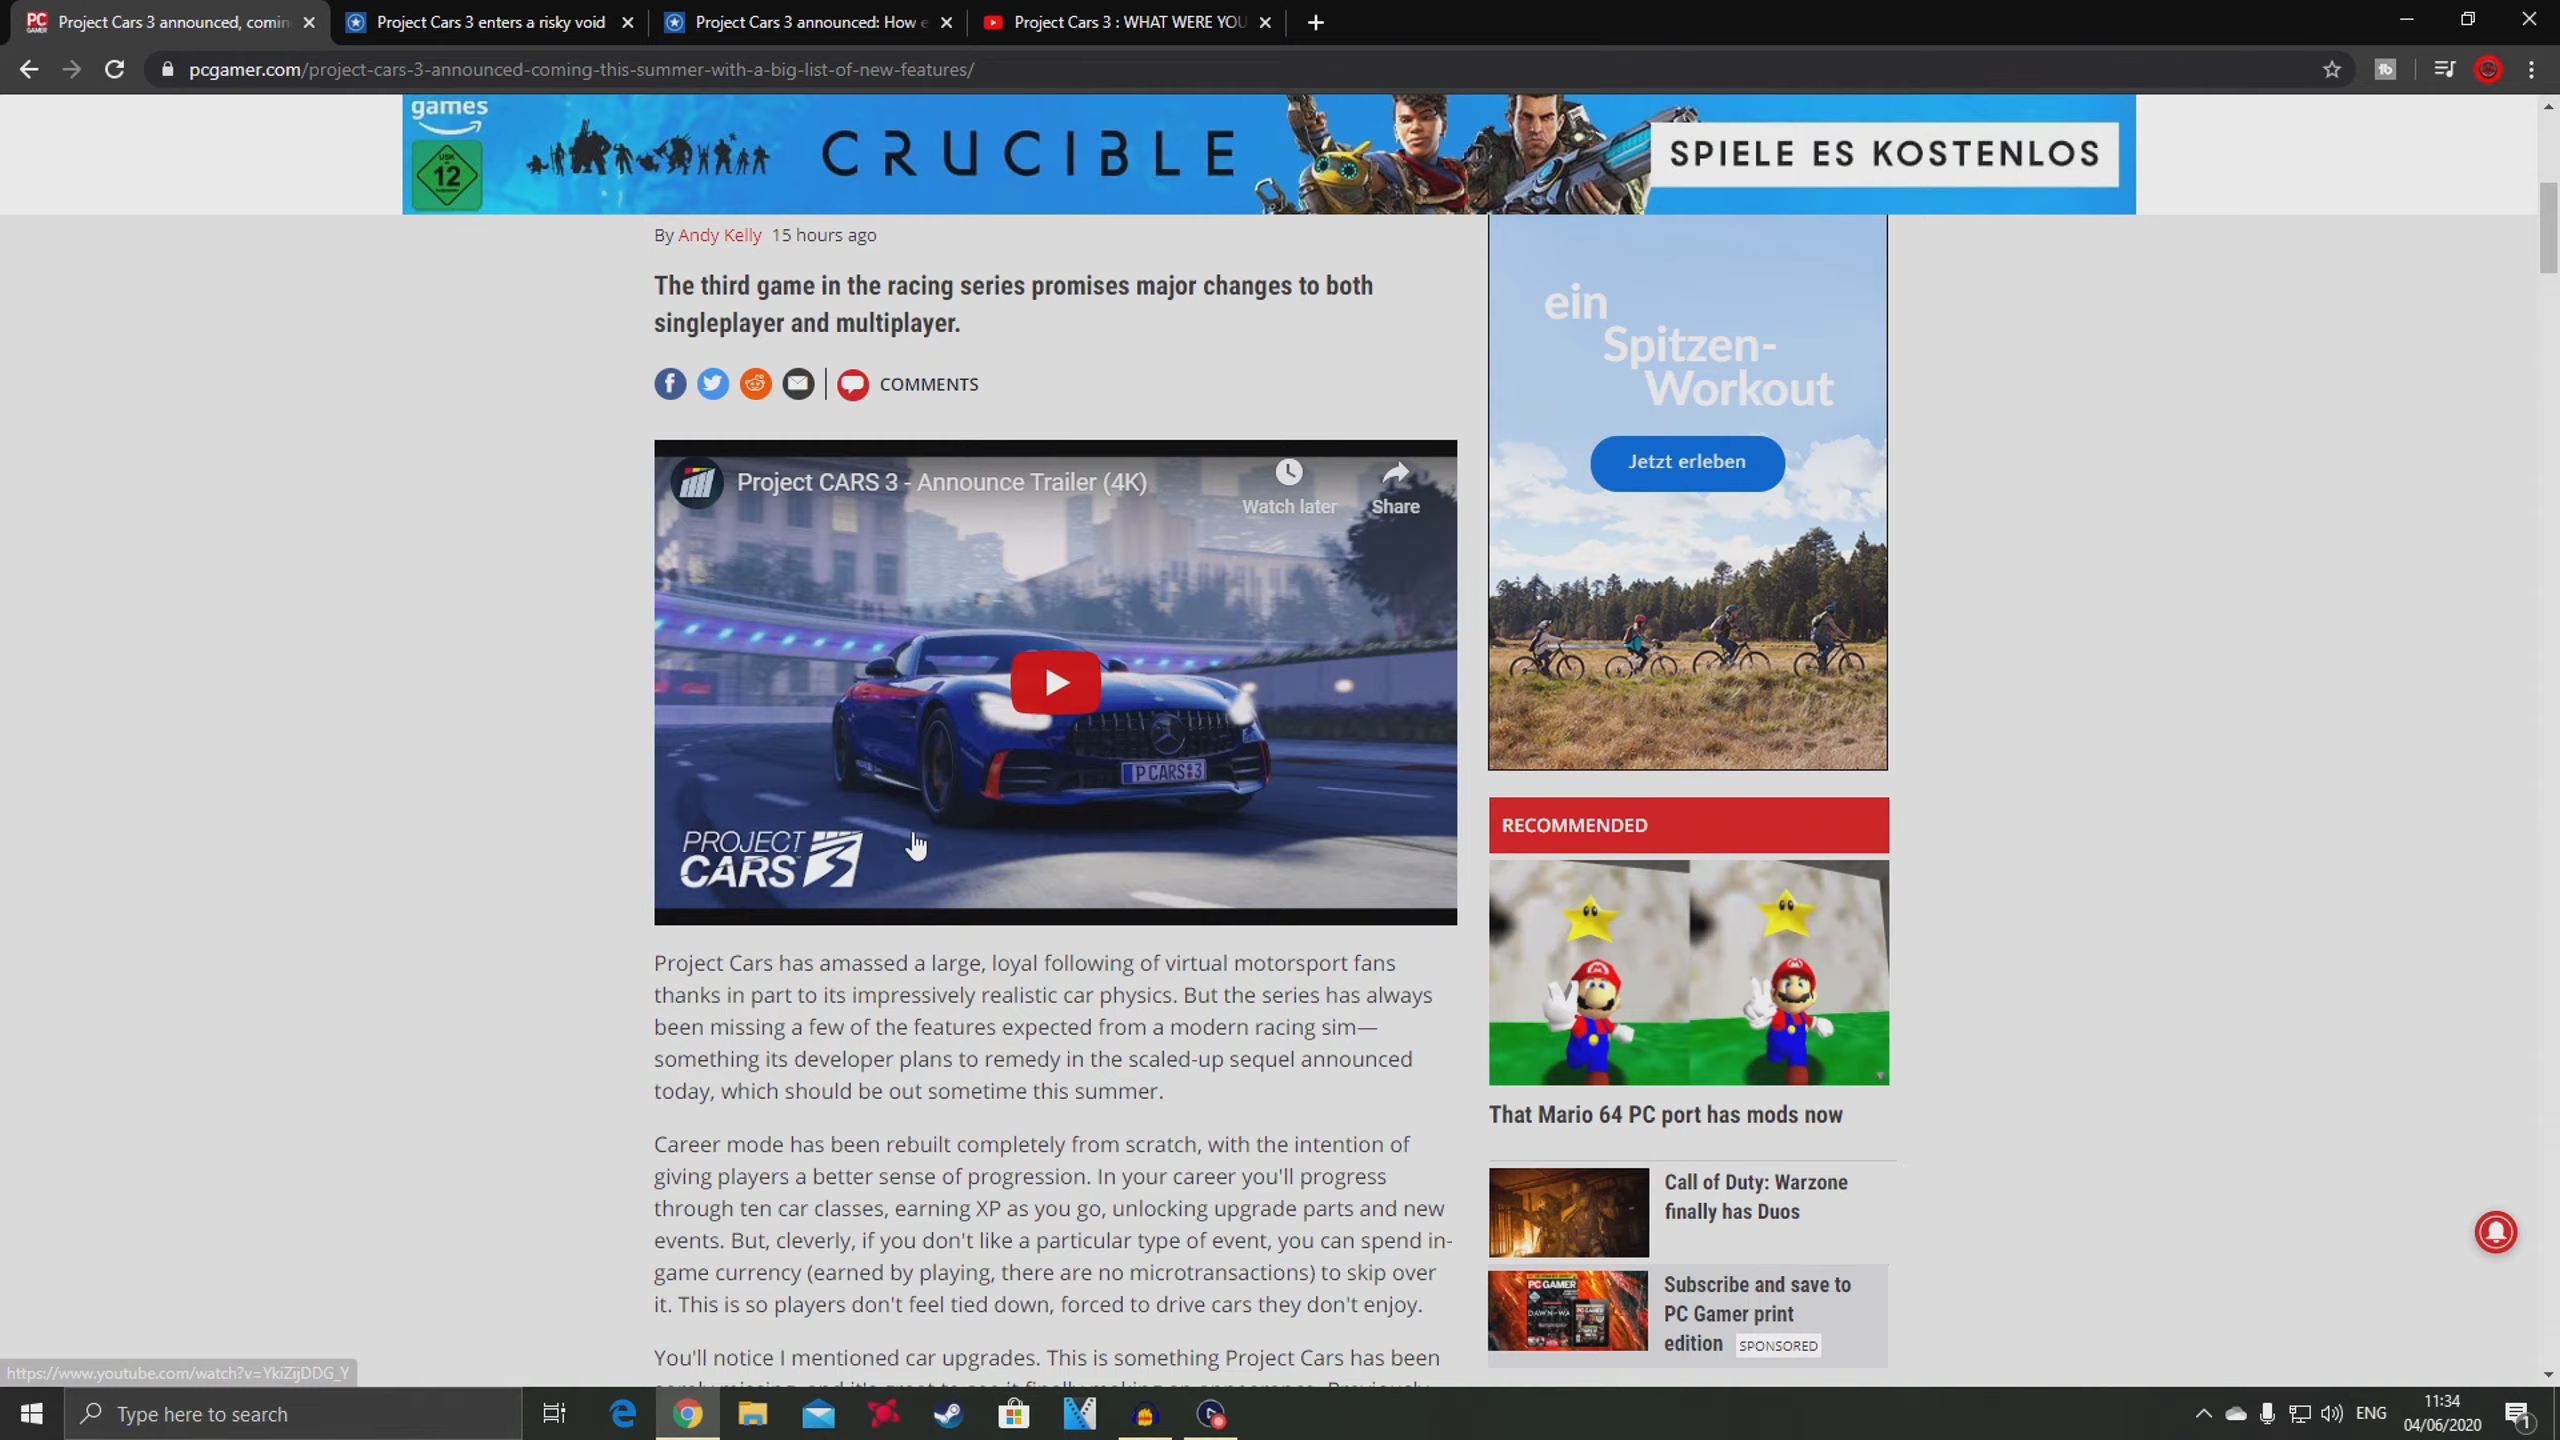 PC GAMER
Project Cars 3 announced, comin
Project Cars 3 enters a risky void
Project Cars 3 announced: How e
Project Cars 3 : WHAT WERE YOU
pcgamer.com/project-cars-3-announced-coming-this-summer-with-a-big-list-of-new-features/
games
USK
12
CRUCIBLE
SPIELE ES KOSTENLOS
By Andy Kelly 15 hours ago
The third game in the racing series promises major changes to both
singleplayer and multiplayer.
COMMENTS
Project CARS 3 - Announce Trailer (4K)
Watch later
Share
P CARS:3
PROJECT
CARS 3
ein
Spitzen-
Workout
Jetzt erleben
Project Cars has amassed a large, loyal following of virtual motorsport fans
thanks in part to its impressively realistic car physics. But the series has always
been missing a few of the features expected from a modern racing sim—
something its developer plans to remedy in the scaled-up sequel announced
today, which should be out sometime this summer.
Career mode has been rebuilt completely from scratch, with the intention of
giving players a better sense of progression. In your career you'll progress
through ten car classes, earning XP as you go, unlocking upgrade parts and new
events. But, cleverly, if you don't like a particular type of event, you can spend in-
game currency (earned by playing, there are no microtransactions) to skip over
it. This is so players don't feel tied down, forced to drive cars they don't enjoy.
You'll notice I mentioned car upgrades. This is something Project Cars has been
RECOMMENDED
That Mario 64 PC port has mods now
Call of Duty: Warzone
finally has Duos
PC GAMER
Subscribe and save to
PC Gamer print
edition SPONSORED
https://www.youtube.com/watch?v=YkiZijDDG_Y
Type here to search
ENG
11:34
04/06/2020
1